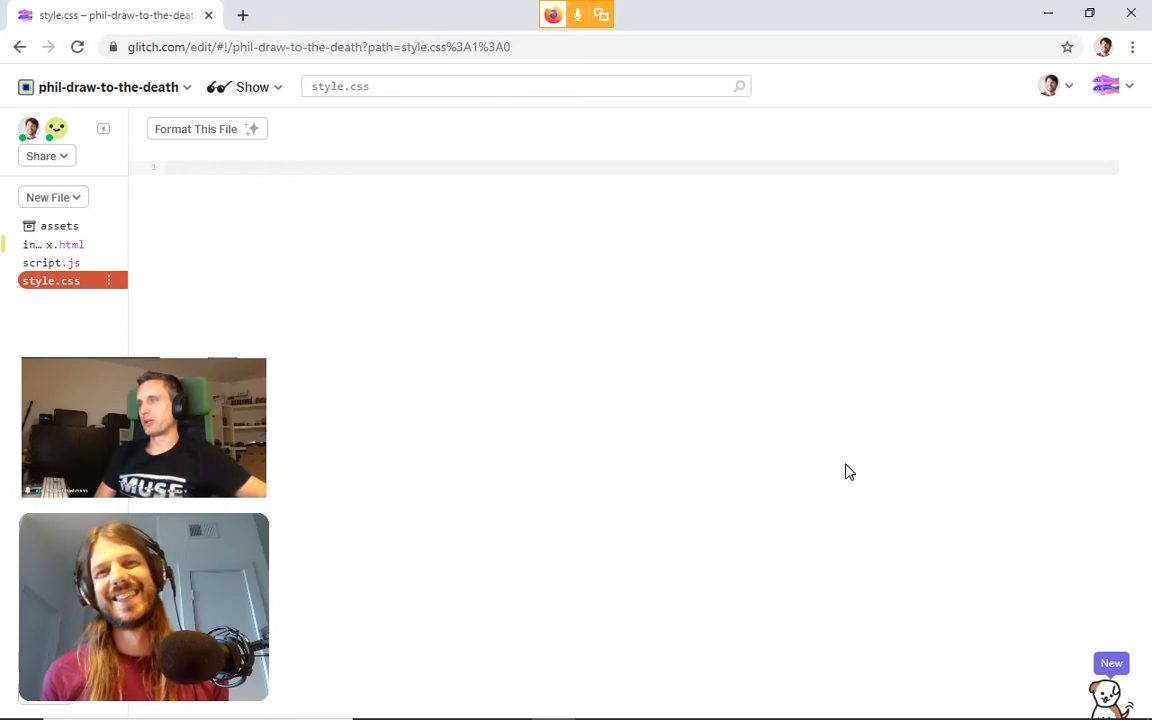 style.css – phil-draw-to-the-deat
glitch.com/edit/#!/phil-draw-to-the-death?path=style.css%3A1%3A0
phil-draw-to-the-death
Show
style.css
Format This File
Share
1
New File
assets
in… x.html
script.js
style.css
MUSE
New